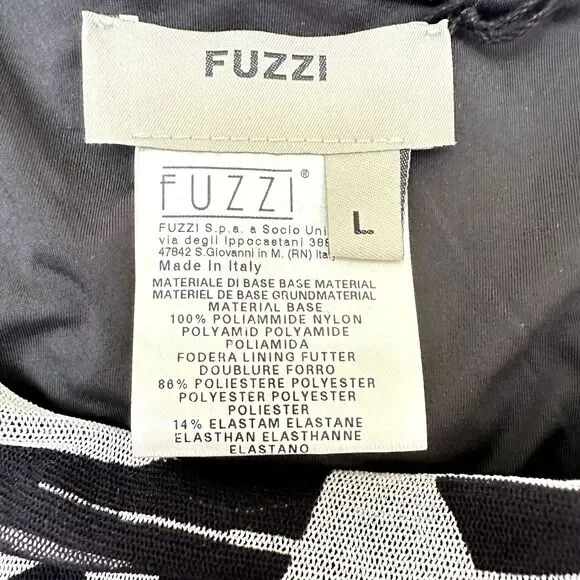 FUZZI
FUZZI®
L
FUZZI S.p.a. a Socio Uni
via degli Ippocastani 388
47842 S.Giovanni in M. (RN) Italy
Made In Italy
MATERIALE DI BASE BASE MATERIAL
MATERIEL DE BASE GRUNDMATERIAL
MATERIAL BASE
100% POLIAMMIDE NYLON
POLYAMID POLYAMIDE
POLIAMIDA
FODERA LINING FUTTER
DOUBLURE FORRO
86% POLIESTERE POLYESTER
POLYESTER POLYESTER
POLIESTER
14% ELASTAM ELASTANE
ELASTHAN ELASTHANNE
ELASTANO